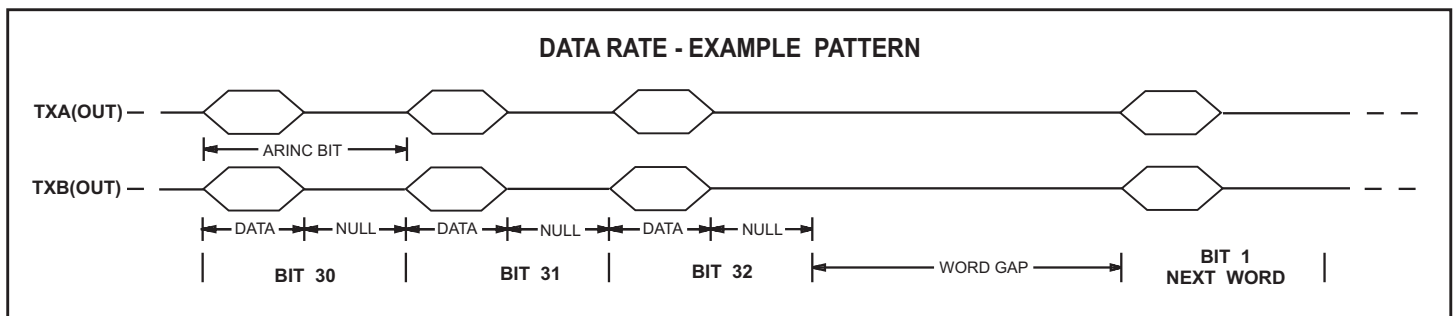 DATA RATE - EXAMPLE PATTERN
TXA(OUT)
ARINC BIT
TXB(OUT)
DATA NULL DATA NULL DATA NULL
BIT 30 BIT 31 BIT 32 WORD GAP BIT 1
NEXT WORD